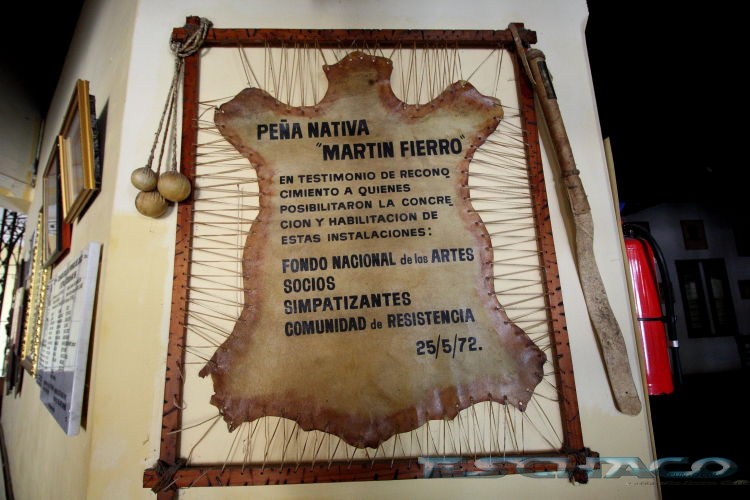 PEÑA NATIVA
"MARTIN FIERRO"
EN TESTIMONIO DE RECONO
CIMIENTO A QUIENES
POSIBILITARON LA CONCRE
CION Y HABILITACION DE
ESTAS INSTALACIONES:
FONDO NACIONAL de las ARTES
SOCIOS
SIMPATIZANTES
COMUNIDAD de RESISTENCIA
25/5/72.